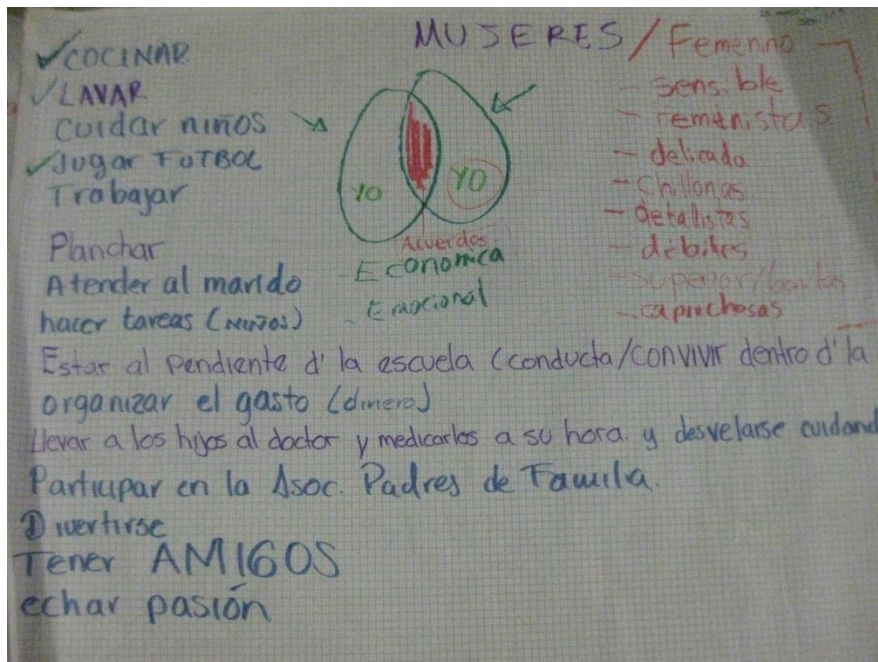 MUJERES / Femenino
COCINAR
LAVAR
Cuidar niños
Jugar FUTBOL
Trabajar
Planchar
Atender al marido
hacer tareas (NIÑOS)
YO
YO
Acuerdos
- Economica
- Emocional
- sensible
- femenistas
- delicada
- chillonas
- detallistas
- débiles
- superior/
- caprichosas
Estar al pendiente d' la escuela (conducta/convivir dentro d' la
organizar el gasto (dinero)
llevar a los hijos al doctor y medicarlos a su hora. y desvelarse cuidand
Participar en la Asoc. Padres de Familia.
Divertirse
Tener AMIGOS
echar pasión